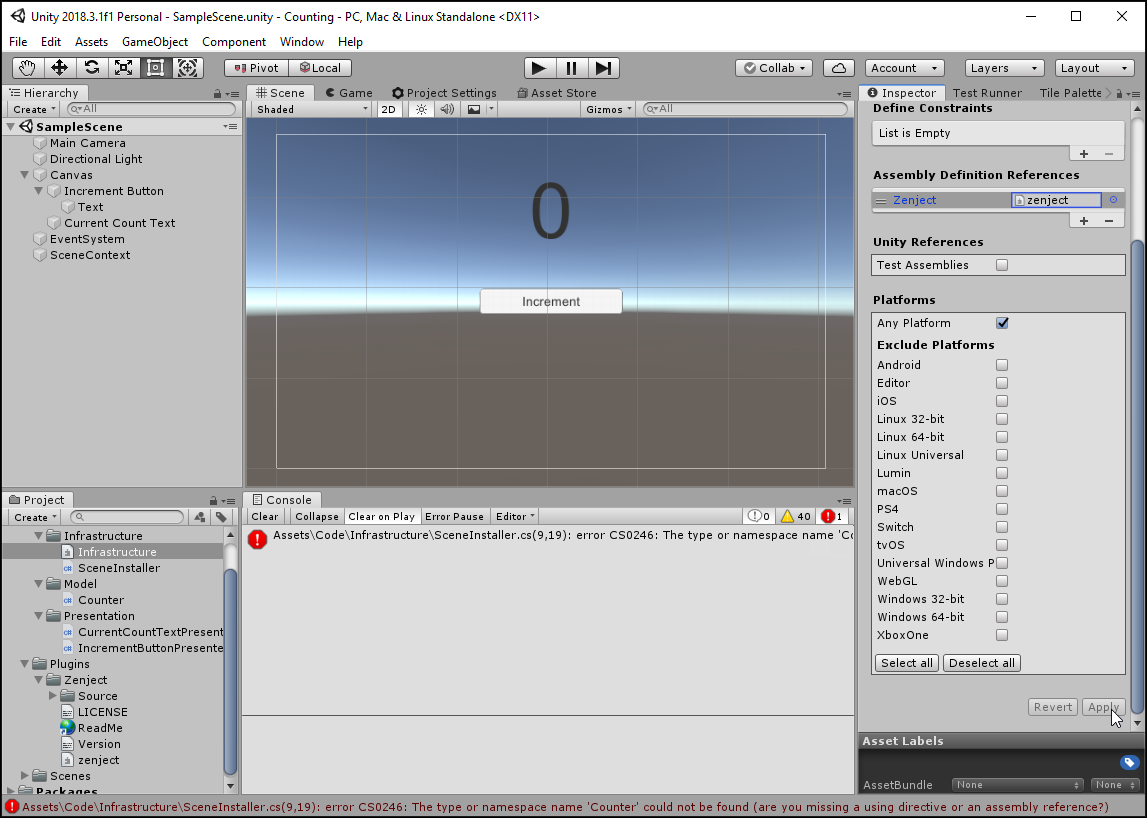 Unity 2018.3.1f1 Personal - SampleScene.unity - Counting - PC, Mac & Linux Standalone <DX11>
File Edit Assets GameObject Component Window Help
Pivot Local Collab Account Layers Layout
Hierarchy
Create All
SampleScene
Main Camera
Directional Light
Canvas
Increment Button
Text
Current Count Text
EventSystem
SceneContext
Scene Game Project Settings Asset Store
Shaded 2D Gizmos All
0
Increment
Inspector Test Runner Tile Palette
Define Constraints
List is Empty
Assembly Definition References
Zenject zenject
Unity References
Test Assemblies
Platforms
Any Platform
Exclude Platforms
Android
Editor
iOS
Linux 32-bit
Linux 64-bit
Linux Universal
Lumin
macOS
PS4
Switch
tvOS
Universal Windows P
WebGL
Windows 32-bit
Windows 64-bit
XboxOne
Select all Deselect all
Revert Apply
Asset Labels
AssetBundle None None
Project
Create
Infrastructure
Infrastructure
SceneInstaller
Model
Counter
Presentation
CurrentCountTextPresent
IncrementButtonPresente
Plugins
Zenject
Source
LICENSE
ReadMe
Version
zenject
Scenes
Packages
Console
Clear Collapse Clear on Play Error Pause Editor 0 40 1
Assets\Code\Infrastructure\SceneInstaller.cs(9,19): error CS0246: The type or namespace name 'Co
Assets\Code\Infrastructure\SceneInstaller.cs(9,19): error CS0246: The type or namespace name 'Counter' could not be found (are you missing a using directive or an assembly reference?)